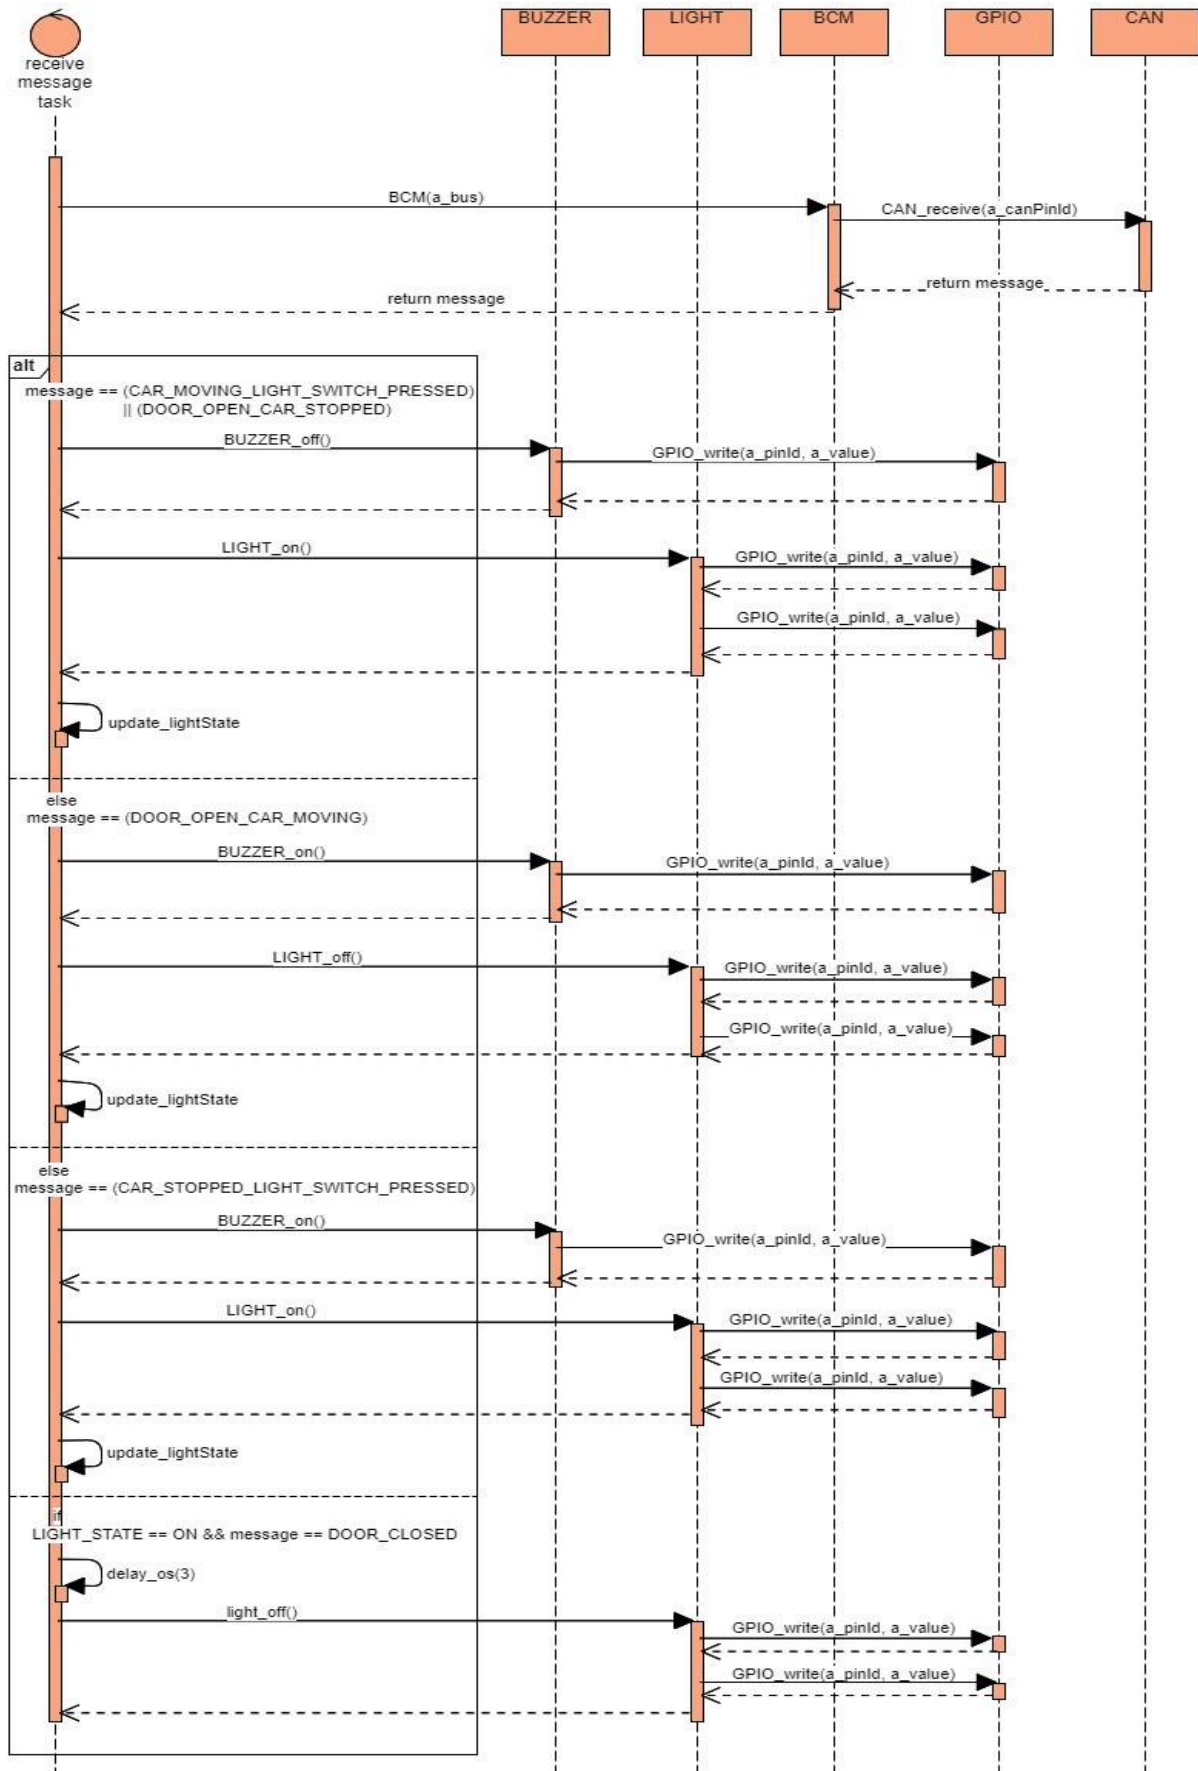 BUZZER
LIGHT
BCM
GPIO
CAN
receive
message
task
BCM(a_bus)
CAN_receive(a_canPinId)
return message
return message
alt
message == (CAR_MOVING_LIGHT_SWITCH_PRESSED)
|| (DOOR_OPEN_CAR_STOPPED)
BUZZER_off()
GPIO_write(a_pinId, a_value)
LIGHT_on()
GPIO_write(a_pinId, a_value)
GPIO_write(a_pinId, a_value)
update_lightState
else
message == (DOOR_OPEN_CAR_MOVING)
BUZZER_on()
GPIO_write(a_pinId, a_value)
LIGHT_off()
GPIO_write(a_pinId, a_value)
GPIO_write(a_pinId, a_value)
update_lightState
else
message == (CAR_STOPPED_LIGHT_SWITCH_PRESSED)
BUZZER_on()
GPIO_write(a_pinId, a_value)
LIGHT_on()
GPIO_write(a_pinId, a_value)
GPIO_write(a_pinId, a_value)
update_lightState
if
LIGHT_STATE == ON && message == DOOR_CLOSED
delay_os(3)
light_off()
GPIO_write(a_pinId, a_value)
GPIO_write(a_pinId, a_value)